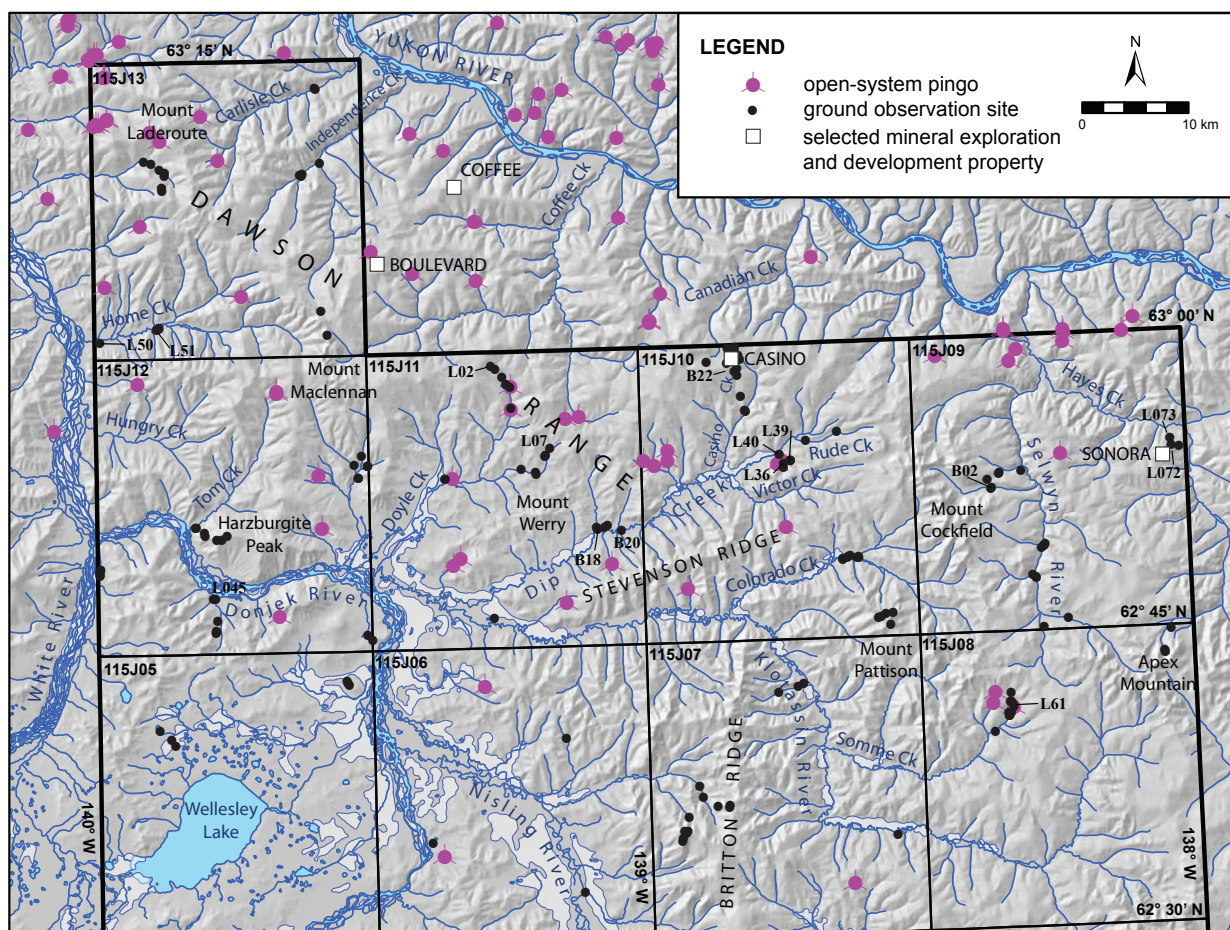 LEGEND
open-system pingo
ground observation site
selected mineral exploration
and development property
N
0
10 km
63° 15’ N
115J13
YUKON RIVER
Carlisle Ck
Independence Ck
Mount
Laderoute
COFFEE
Coffee Ck
DAWSON
BOULEVARD
Canadian Ck
Home Ck
L50
L51
63° 00’ N
115J12
Mount
Maclennan
115J11
L02
115J10
CASINO
B22
Ck
Casino
115J09
Hayes Ck
RANGE
Hungry Ck
L07
L40
L39
L36
Rude Ck
Victor Ck
L073
SONORA
L072
Selwyn
River
B02
Mount
Cockfield
Tom Ck
Doyle Ck
Mount
Werry
Harzburgite
Peak
Creek
B18
B20
Dip
STEVENSON RIDGE
Colorado Ck
L045
Donjek River
White River
62° 45’ N
115J05
115J06
115J07
Mount
Pattison
115J08
Apex
Mountain
Klotassin River
L61
Somme Ck
Wellesley
Lake
Nisling River
BRITTON RIDGE
140° W
139° W
138° W
62° 30’ N